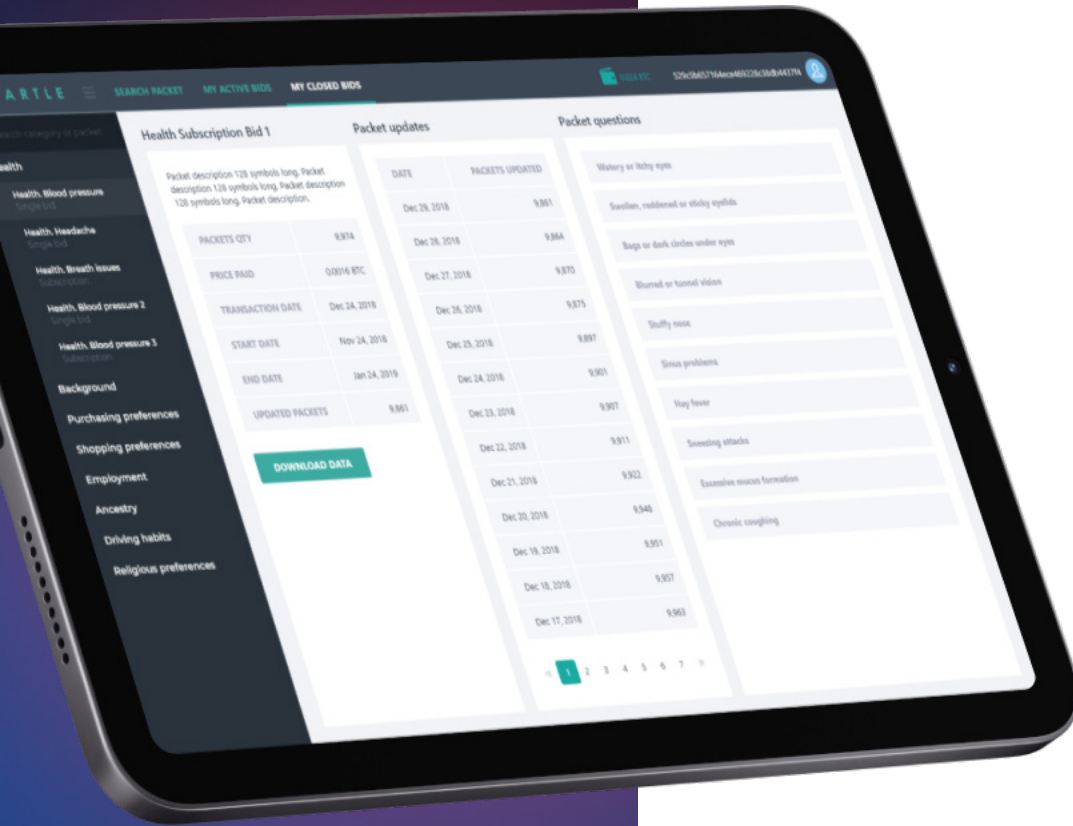 ARTLE
SEARCH PACKET
MY ACTIVE BIDS
MY CLOSED BIDS
BTC
Search category or packet
Health
Health. Blood pressure
Single bid
Health. Headache
Single bid
Health. Breath issues
Subscription
Health. Blood pressure 2
Single bid
Health. Blood pressure 3
Subscription
Background
Purchasing preferences
Shopping preferences
Employment
Ancestry
Driving habits
Religious preferences
Health Subscription Bid 1
Packet description 128 symbols long. Packet
description 128 symbols long. Packet description
128 symbols long. Packet description.
PACKETS QTY 9,974
PRICE PAID 0.0016 BTC
TRANSACTION DATE Dec 24, 2018
START DATE Nov 24, 2018
END DATE Jan 24, 2019
UPDATED PACKETS 9,861
DOWNLOAD DATA
Packet updates
DATE PACKETS UPDATED
Dec 29, 2018 9,861
Dec 28, 2018 9,864
Dec 27, 2018 9,870
Dec 26, 2018 9,875
Dec 25, 2018 9,897
Dec 24, 2018 9,901
Dec 23, 2018 9,907
Dec 22, 2018 9,911
Dec 21, 2018 9,922
Dec 20, 2018 9,948
Dec 19, 2018 9,951
Dec 18, 2018 9,957
Dec 17, 2018 9,963
« 1 2 3 4 5 6 7 »
Packet questions
Watery or itchy eyes
Swollen, reddened or sticky eyelids
Bags or dark circles under eyes
Blurred or tunnel vision
Stuffy nose
Sinus problems
Hay fever
Sneezing attacks
Excessive mucus formation
Chronic coughing